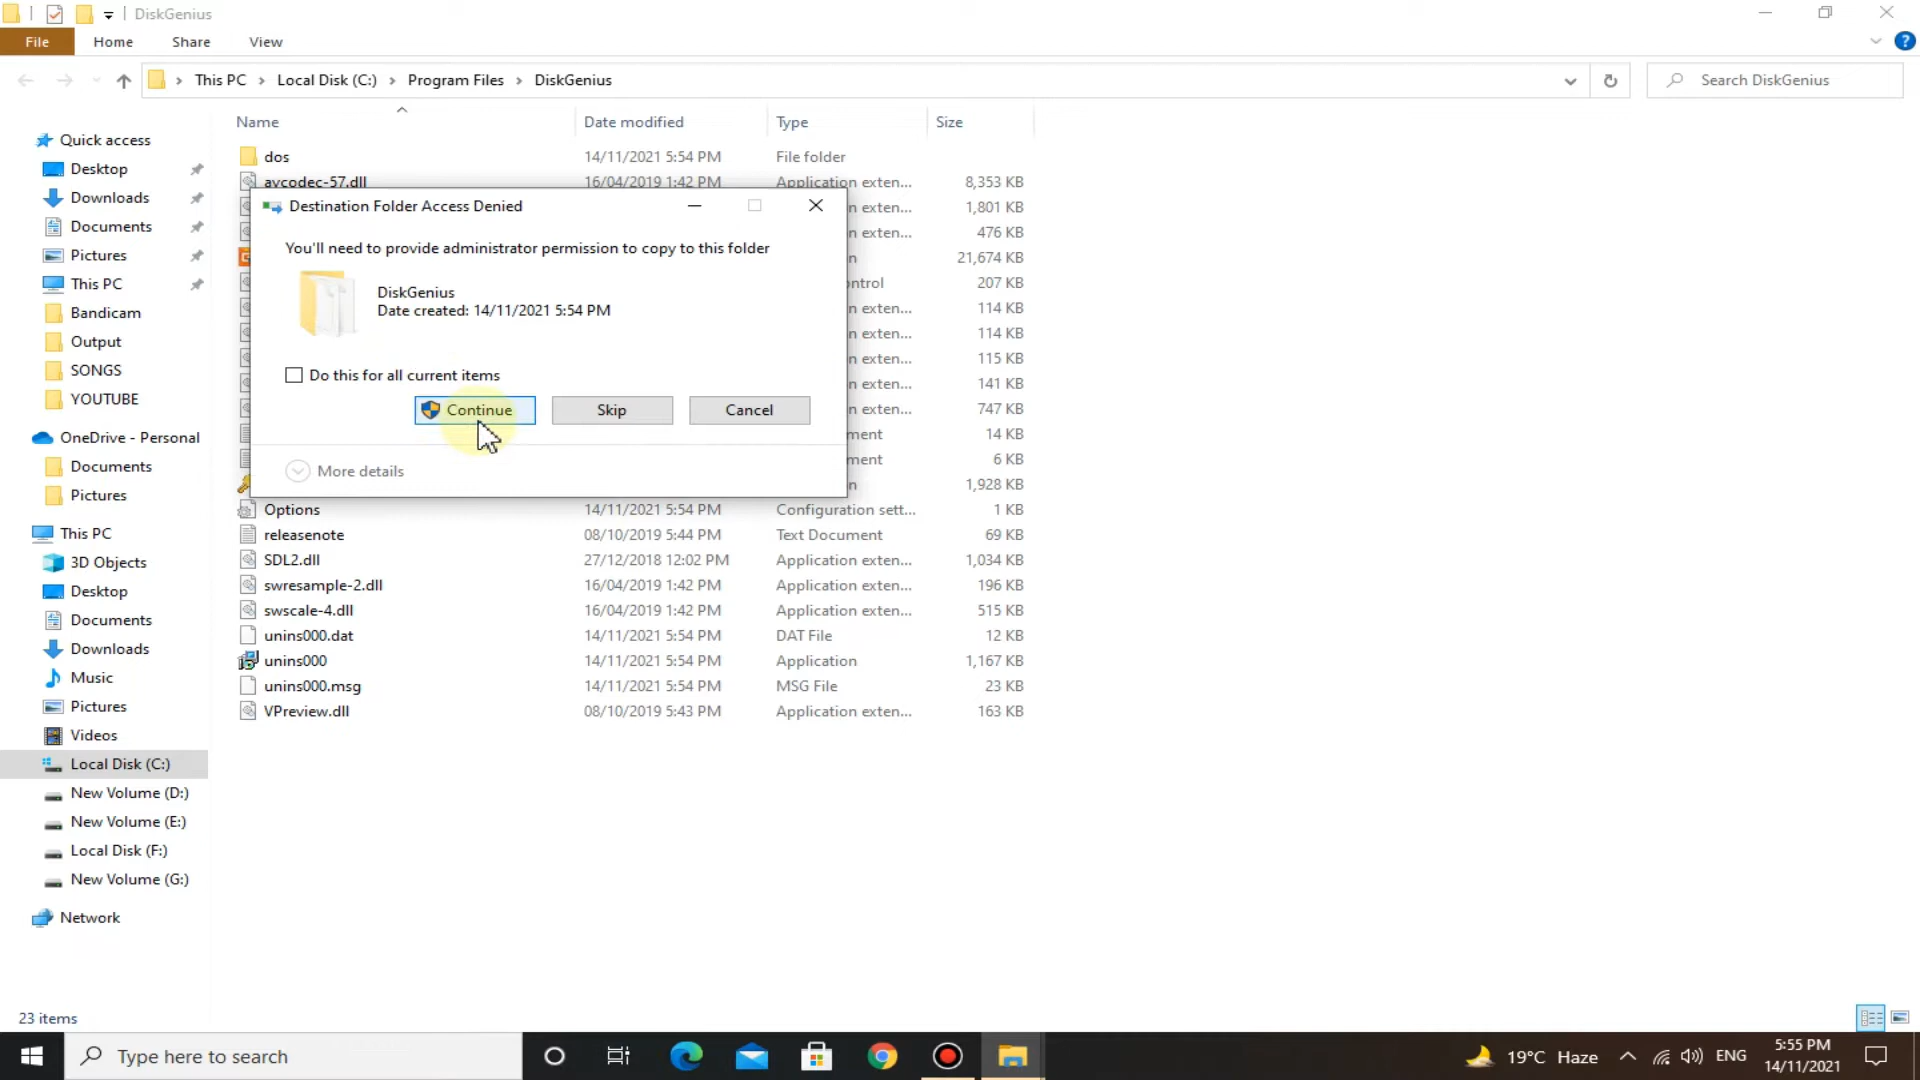 DiskGenius
File Home Share View
This PC Local Disk (C:) Program Files DiskGenius
Search DiskGenius
Name Date modified Type Size
dos 14/11/2021 5:54 PM File folder
avcodec-57.dll 16/04/2019 1:42 PM Application exten... 8,353 KB
n exten... 1,801 KB
n exten... 476 KB
n 21,674 KB
ontrol 207 KB
n exten... 114 KB
n exten... 114 KB
n exten... 115 KB
n exten... 141 KB
n exten... 747 KB
ment 14 KB
ment 6 KB
n 1,928 KB
Options 14/11/2021 5:54 PM Configuration sett... 1 KB
releasenote 08/10/2019 5:44 PM Text Document 69 KB
SDL2.dll 27/12/2018 12:02 PM Application exten... 1,034 KB
swresample-2.dll 16/04/2019 1:42 PM Application exten... 196 KB
swscale-4.dll 16/04/2019 1:42 PM Application exten... 515 KB
unins000.dat 14/11/2021 5:54 PM DAT File 12 KB
unins000 14/11/2021 5:54 PM Application 1,167 KB
unins000.msg 14/11/2021 5:54 PM MSG File 23 KB
VPreview.dll 08/10/2019 5:43 PM Application exten... 163 KB
Destination Folder Access Denied
You'll need to provide administrator permission to copy to this folder
DiskGenius
Date created: 14/11/2021 5:54 PM
Do this for all current items
Continue Skip Cancel
More details
Quick access
Desktop
Downloads
Documents
Pictures
This PC
Bandicam
Output
SONGS
YOUTUBE
OneDrive - Personal
Documents
Pictures
This PC
3D Objects
Desktop
Documents
Downloads
Music
Pictures
Videos
Local Disk (C:)
New Volume (D:)
New Volume (E:)
Local Disk (F:)
New Volume (G:)
Network
23 items
Type here to search
19°C Haze
ENG
5:55 PM
14/11/2021